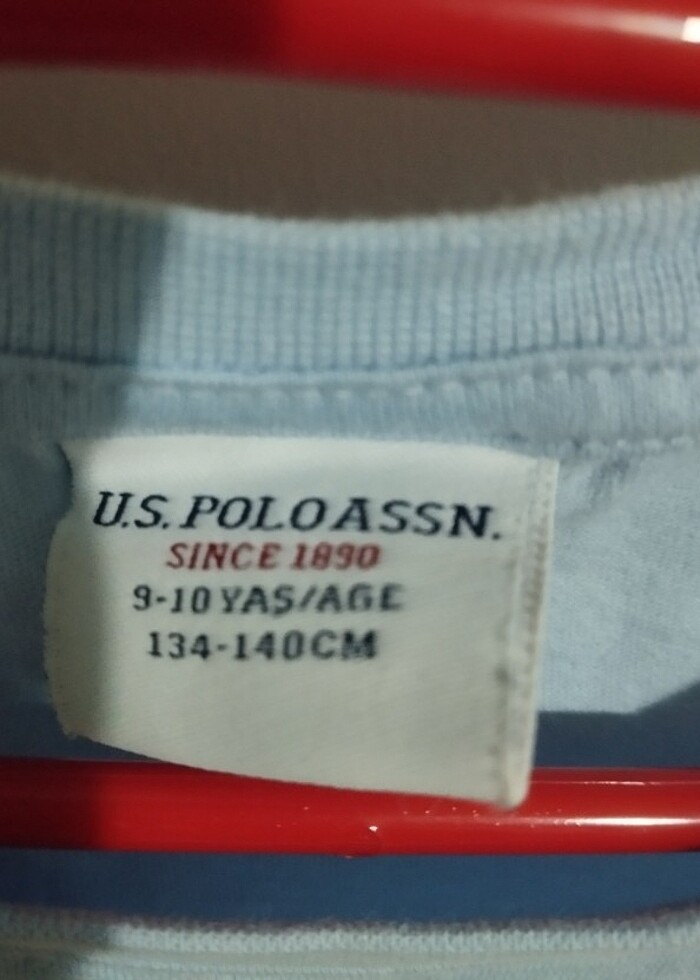 U.S. POLO ASSN.
SINCE 1890
9-10 YAŞ/AGE
134-140CM